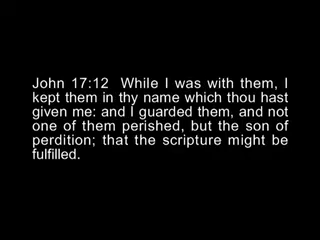 John 17:12  While I was with them, I
kept them in thy name which thou hast
given me: and I guarded them, and not
one of them perished, but the son of
perdition; that the scripture might be
fulfilled.